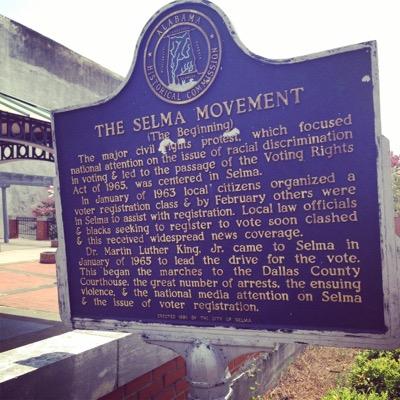 ALABAMA
HISTORICAL COMMISSION
THE SELMA MOVEMENT
(The Beginning)
The major civil rights protest, which focused
national attention on the issue of racial discrimination
in voting & led to the passage of the Voting Rights
Act of 1965, was centered in Selma.
In January of 1963 local citizens organized a
voter registration class & by February others were
in Selma to assist with registration. Local law officials
& blacks seeking to register to vote soon clashed
& this received widespread news coverage.
Dr. Martin Luther King, Jr. came to Selma in
January of 1965 to lead the drive for the vote.
This began the marches to the Dallas County
Courthouse, the great number of arrests, the ensuing
violence, & the national media attention on Selma
& the issue of voter registration.
ERECTED BY THE CITY OF SELMA